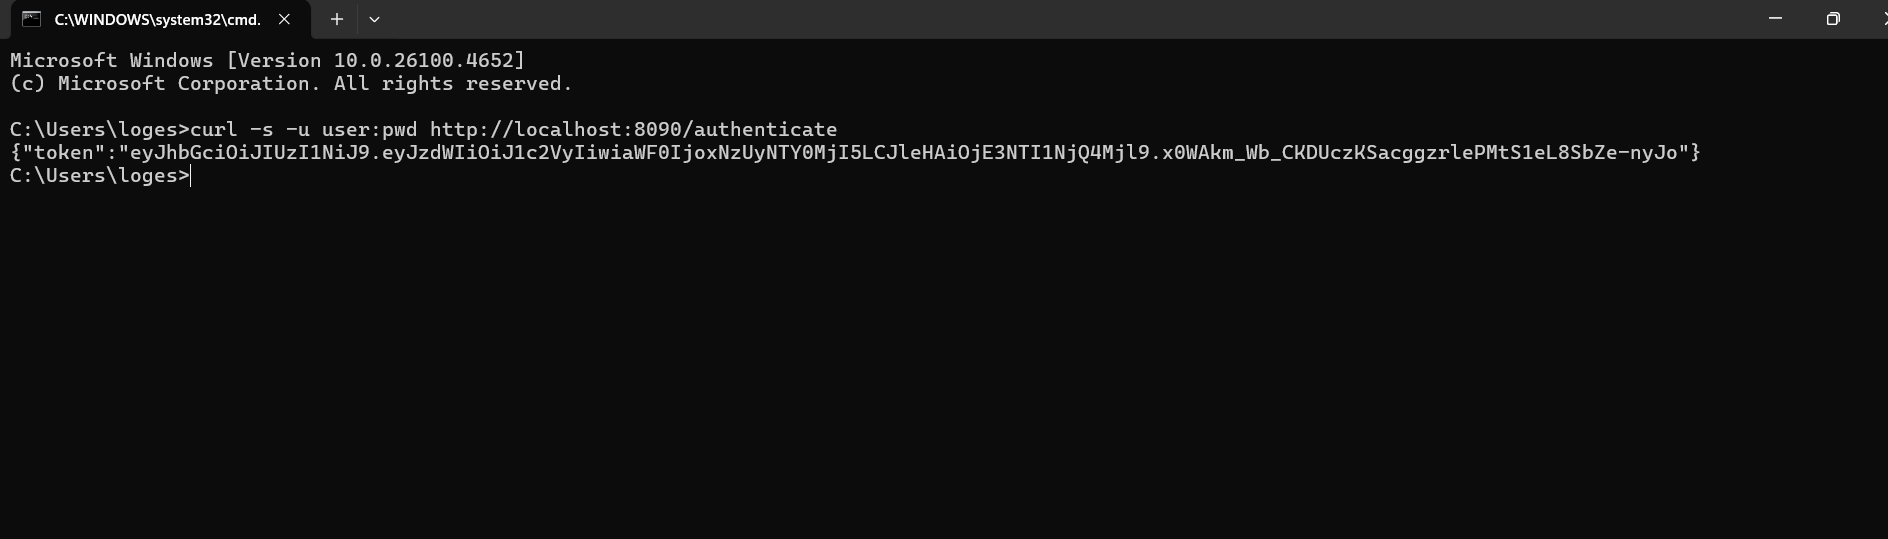 C:\WINDOWS\system32\cmd.
Microsoft Windows [Version 10.0.26100.4652]
(c) Microsoft Corporation. All rights reserved.
C:\Users\loges>curl -s -u user:pwd http://localhost:8090/authenticate
{"token":"eyJhbGciOiJIUzI1NiJ9.eyJzdWIiOiJ1c2VyIiwiaWF0IjoxNzUyNTY0MjI5LCJleHAiOjE3NTI1NjQ4Mjl9.x0WAkm_Wb_CKDUczKSacggzrlePMtS1eL8SbZe-nyJo"}
C:\Users\loges>